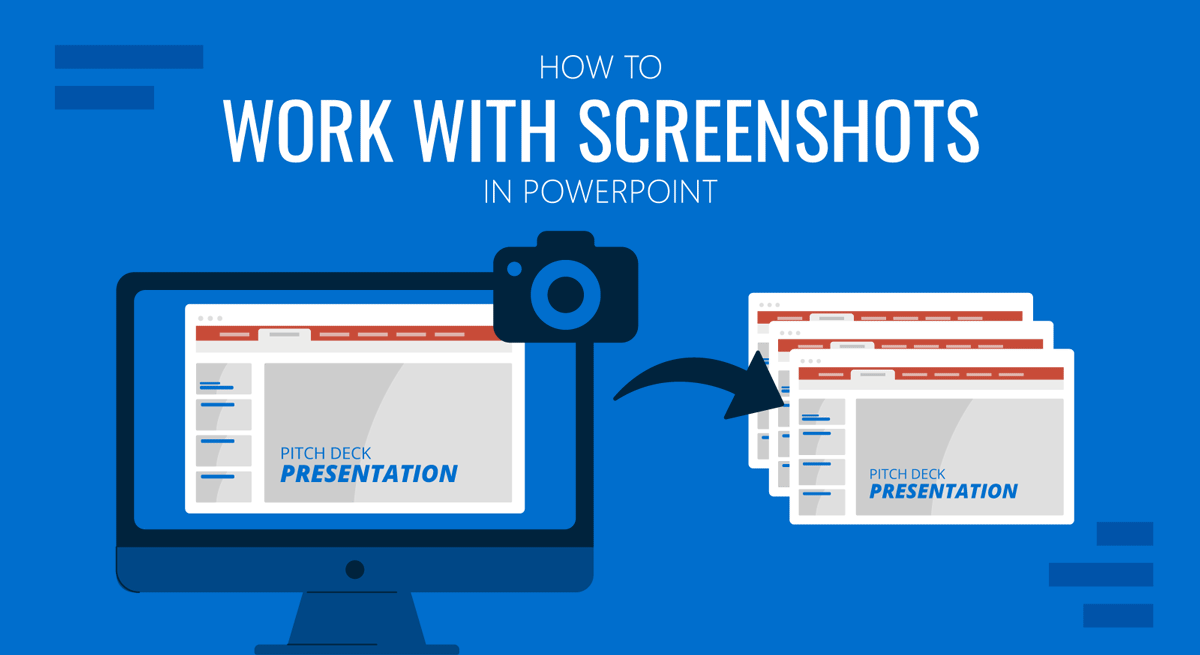 HOW TO
WORK WITH SCREENSHOTS
IN POWERPOINT
PITCH DECK
PRESENTATION
PITCH DECK
PRESENTATION